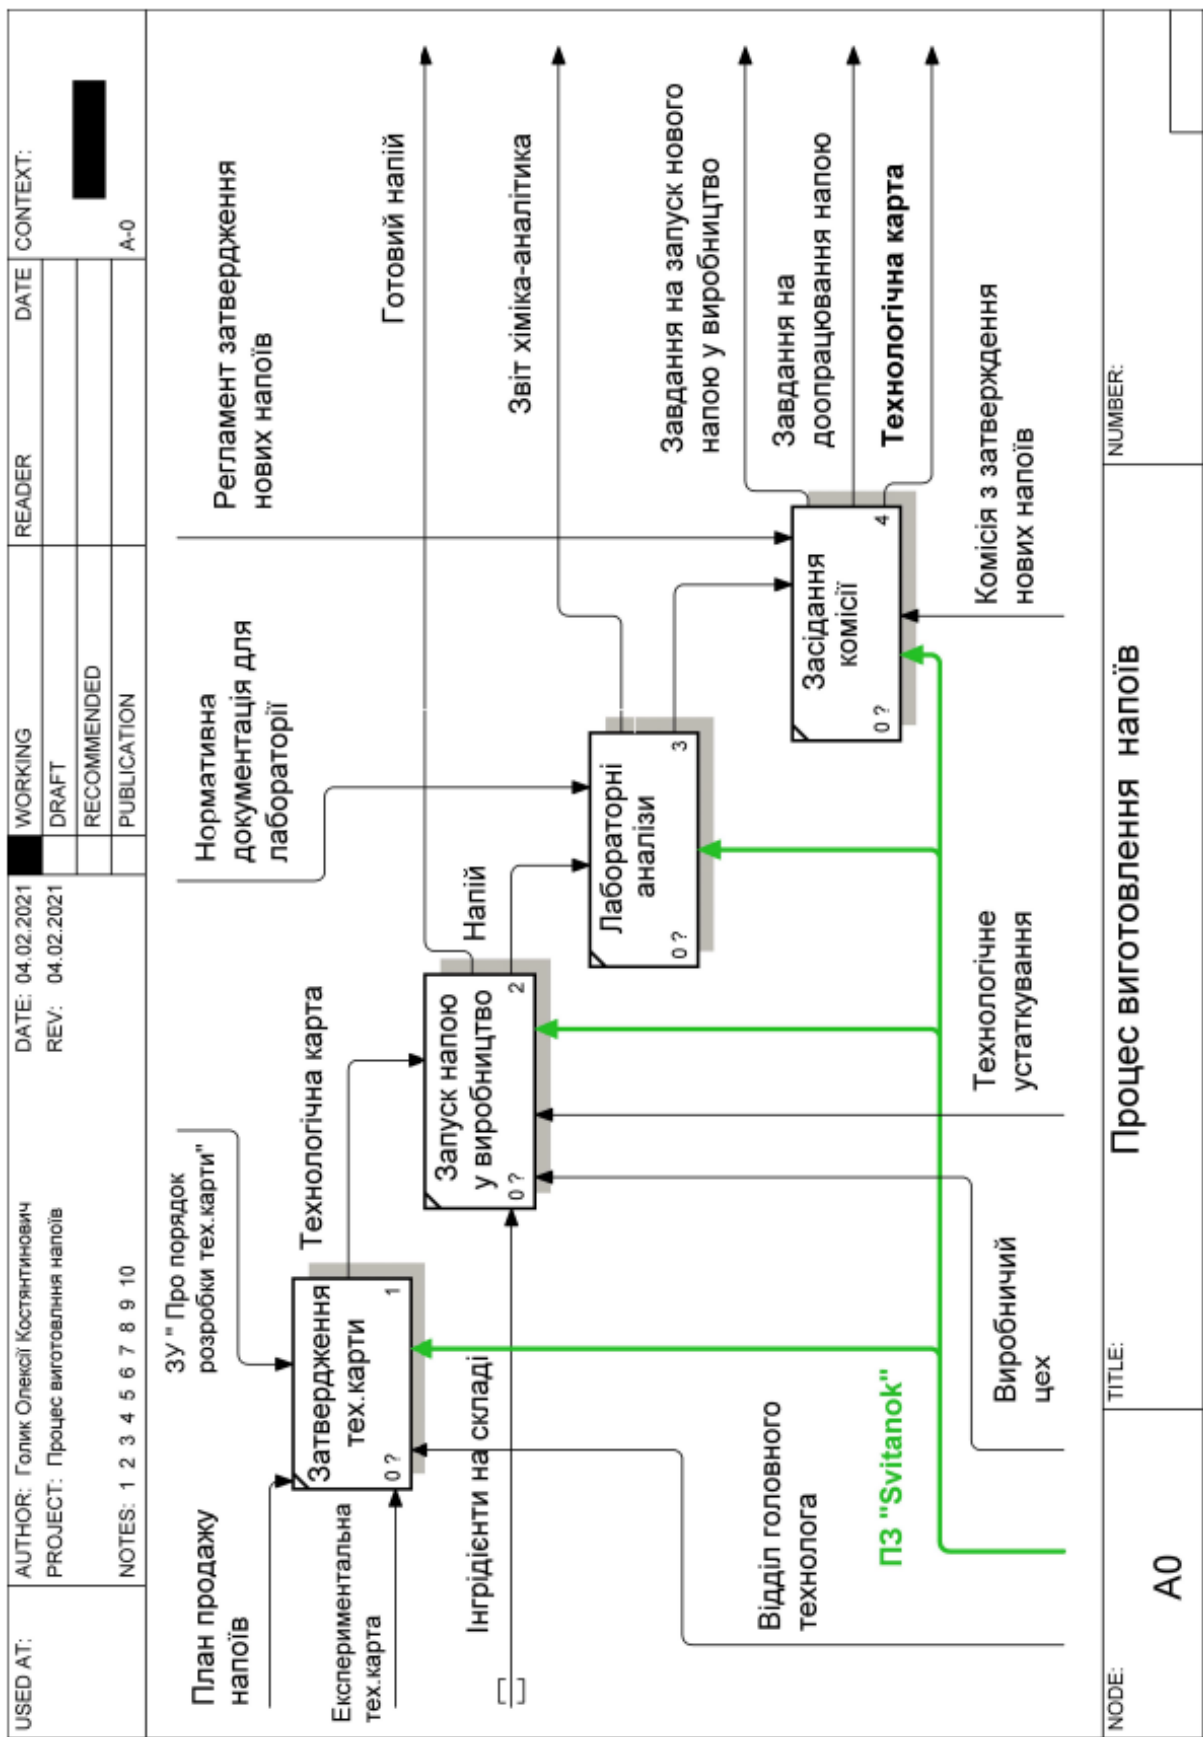 USED AT:
AUTHOR: Голик Олексій Костянтинович
PROJECT: Процес виготовлння напоїв
NOTES: 1 2 3 4 5 6 7 8 9 10
DATE: 04.02.2021
REV: 04.02.2021
WORKING
DRAFT
RECOMMENDED
PUBLICATION
READER
DATE
CONTEXT:
A-0
План продажу
напоїв
ЗУ " Про порядок
розробки тех.карти"
Нормативна
документація для
лабораторії
Регламент затвердження
нових напоїв
Експериментальна
тех.карта
Затвердження
тех.карти
0 ?
1
Технологічна карта
Готовий напій
Інгрідієнти на складі
Запуск напою
у виробництво
0 ?
2
Напій
Звіт хіміка-аналітика
Лабораторні
аналізи
0 ?
3
Завдання на запуск нового
напою у виробництво
Засідання
комісії
0 ?
4
Завдання на
доопрацювання напою
Технологічна карта
Відділ головного
технолога
ПЗ "Svitanok"
Виробничий
цех
Технологічне
устаткування
Комісія з затверждення
нових напоїв
NODE:
A0
TITLE:
Процес виготовлення напоїв
NUMBER: